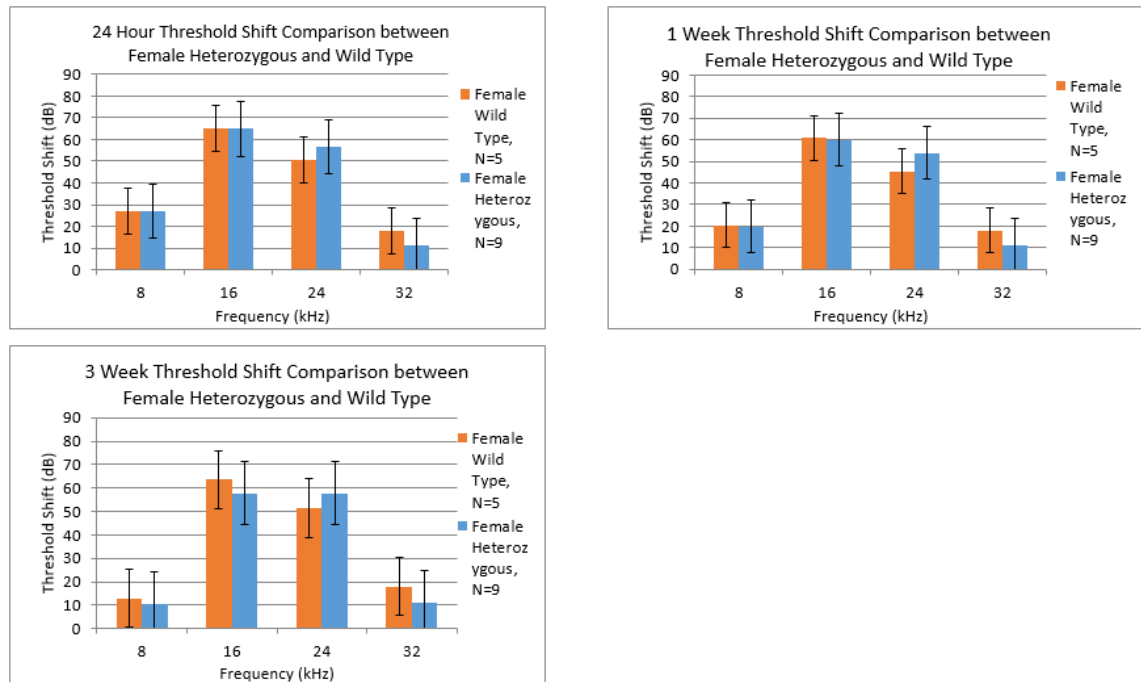 24 Hour Threshold Shift Comparison between
Female Heterozygous and Wild Type
Threshold Shift (dB)
90
80
70
60
50
40
30
20
10
0
8 16 24 32
Frequency (kHz)
Female
Wild
Type,
N=5
Female
Heteroz
ygous,
N=9
1 Week Threshold Shift Comparison between
Female Heterozygous and Wild Type
Threshold Shift (dB)
90
80
70
60
50
40
30
20
10
0
8 16 24 32
Frequency (kHz)
Female
Wild
Type,
N=5
Female
Heteroz
ygous,
N=9
3 Week Threshold Shift Comparison between
Female Heterozygous and Wild Type
Threshold Shift (dB)
90
80
70
60
50
40
30
20
10
0
8 16 24 32
Frequency (kHz)
Female
Wild
Type,
N=5
Female
Heteroz
ygous,
N=9